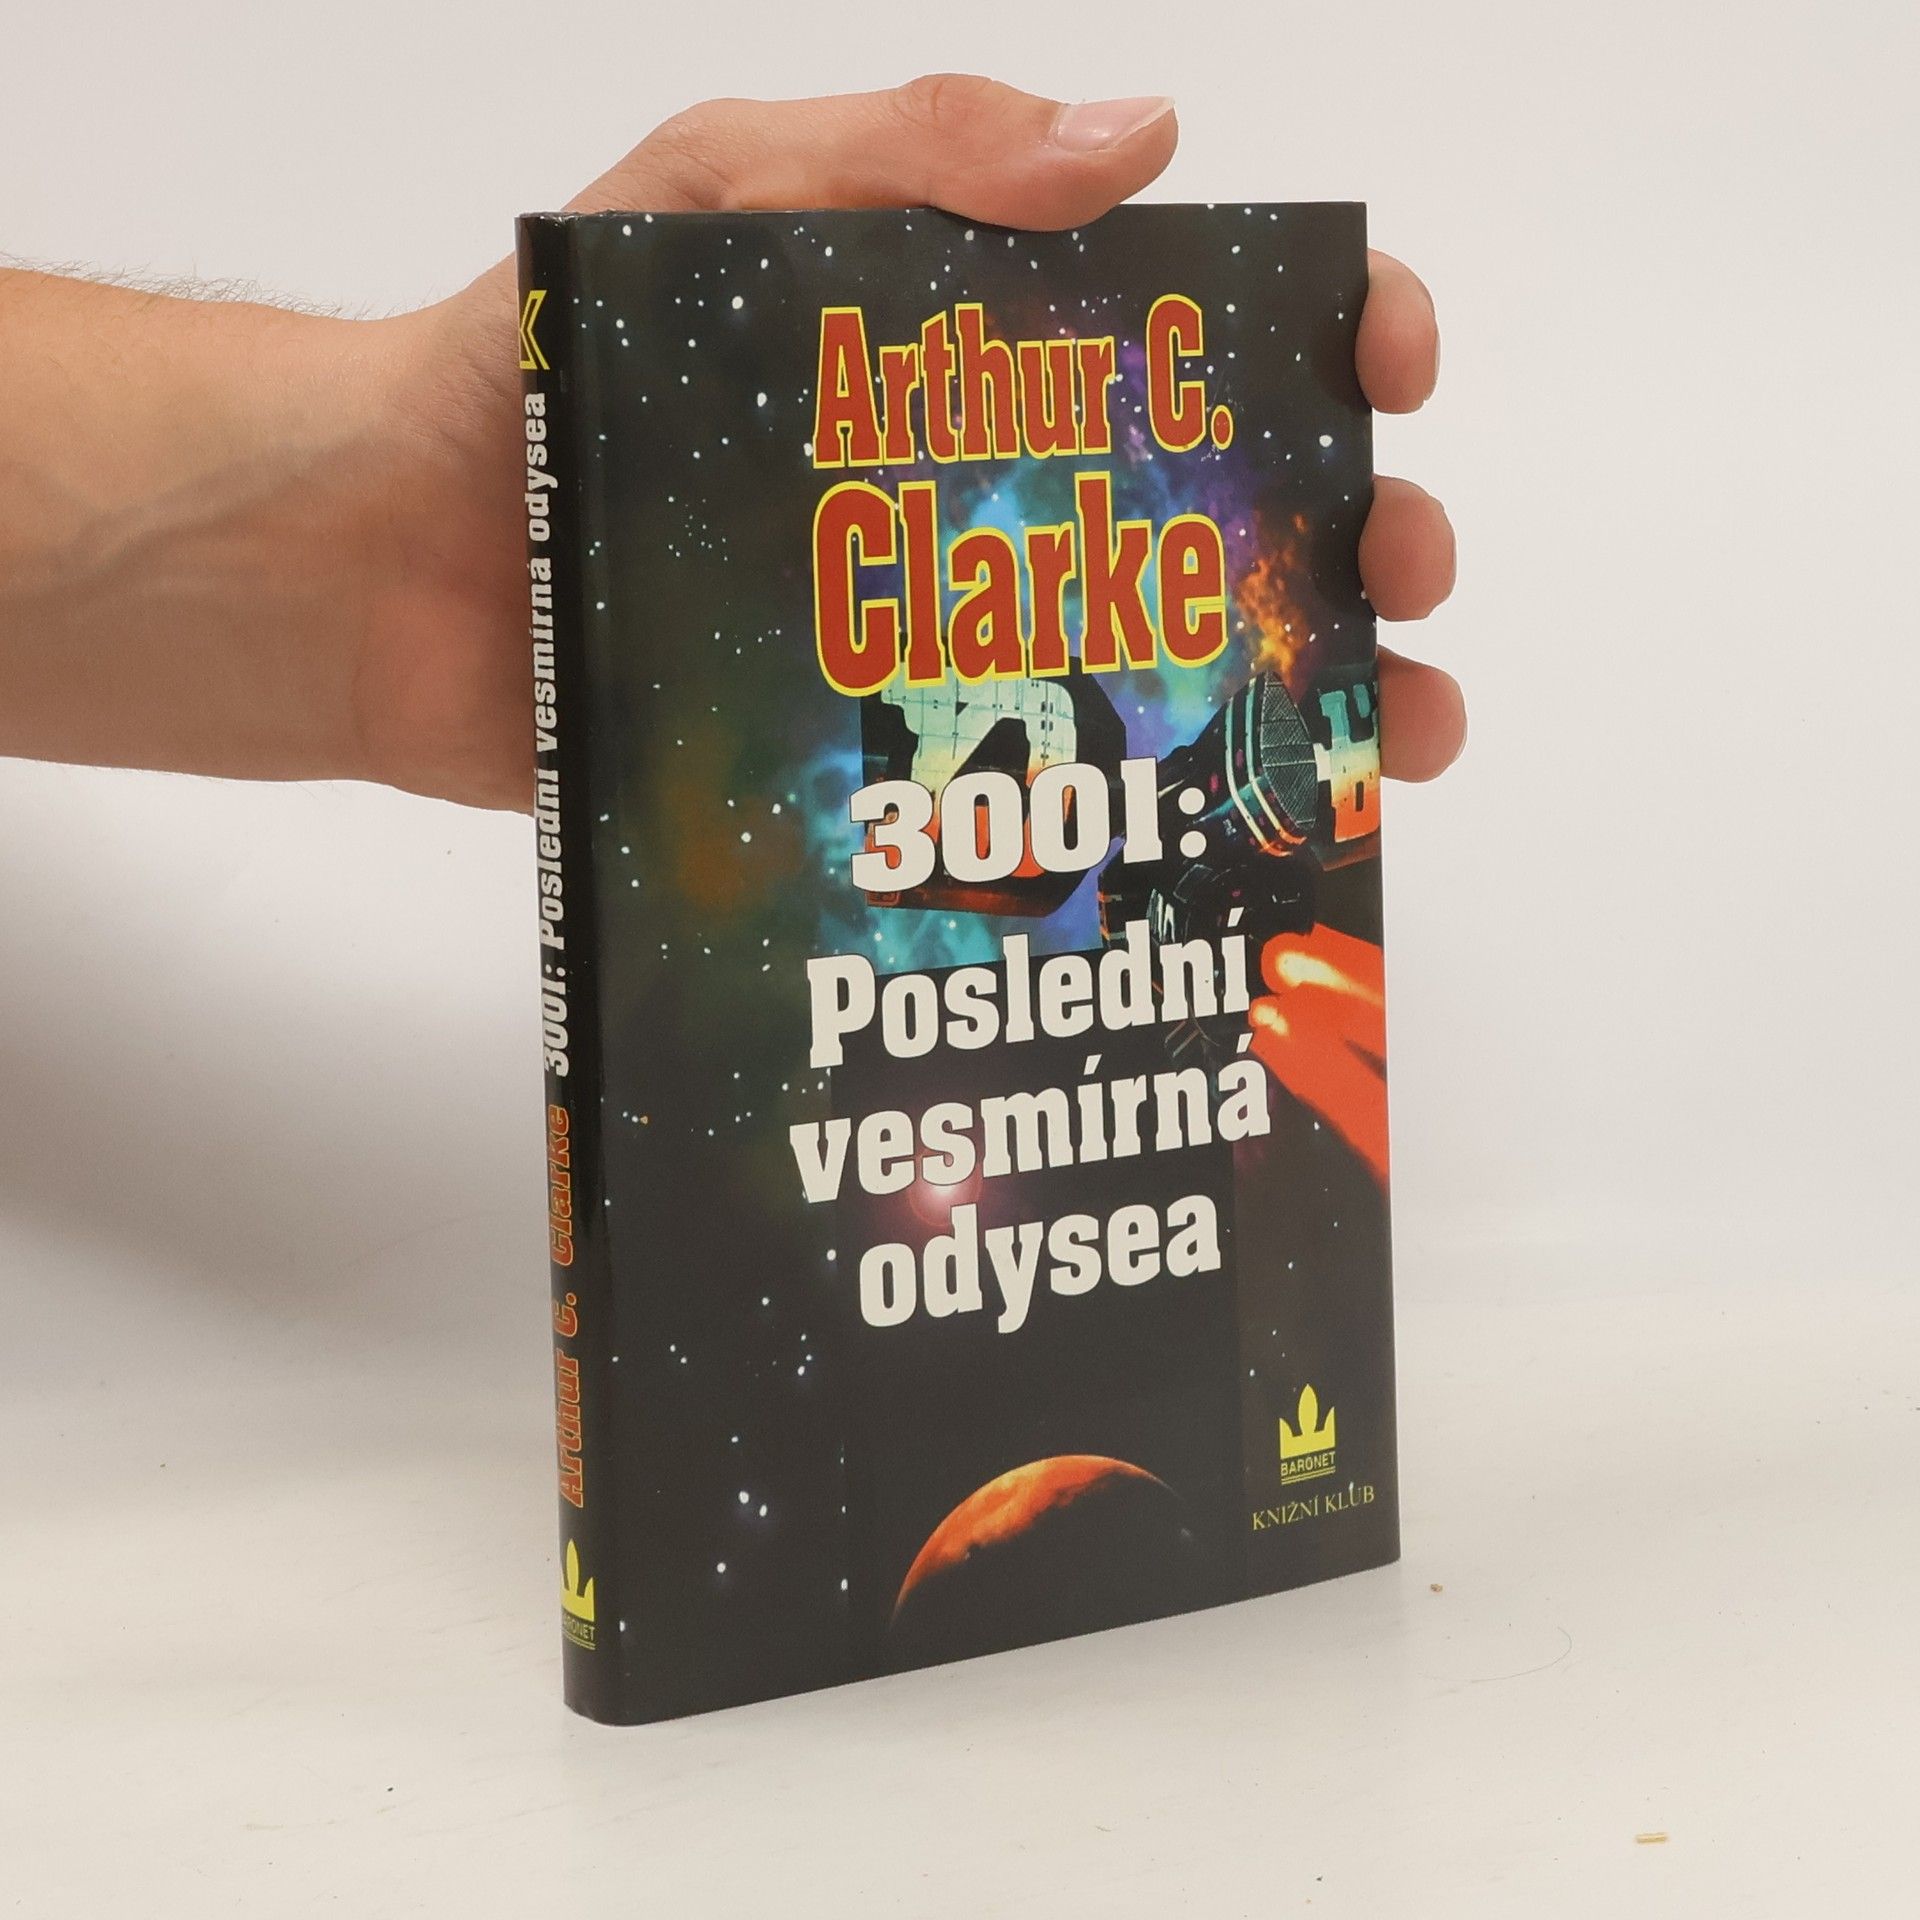 Arthur C.
Clarke
3001:
Poslední
vesmírná
odysea
BARONET
KNIŽNÍ KLUB
Arthur C. Clarke 3001: Poslední vesmírná odysea
BARONET